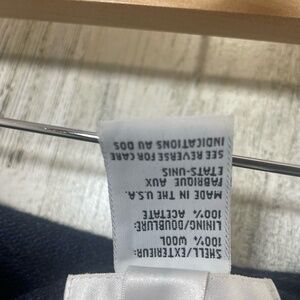 SHELL/EXTERIEUR:
100% WOOL
LINING/DOUBLURE:
100% ACETATE
MADE IN THE U.S.A.
FABRIQUE AUX
ETATS-UNIS
SEE REVERSE FOR CARE
INDICATIONS AU DOS